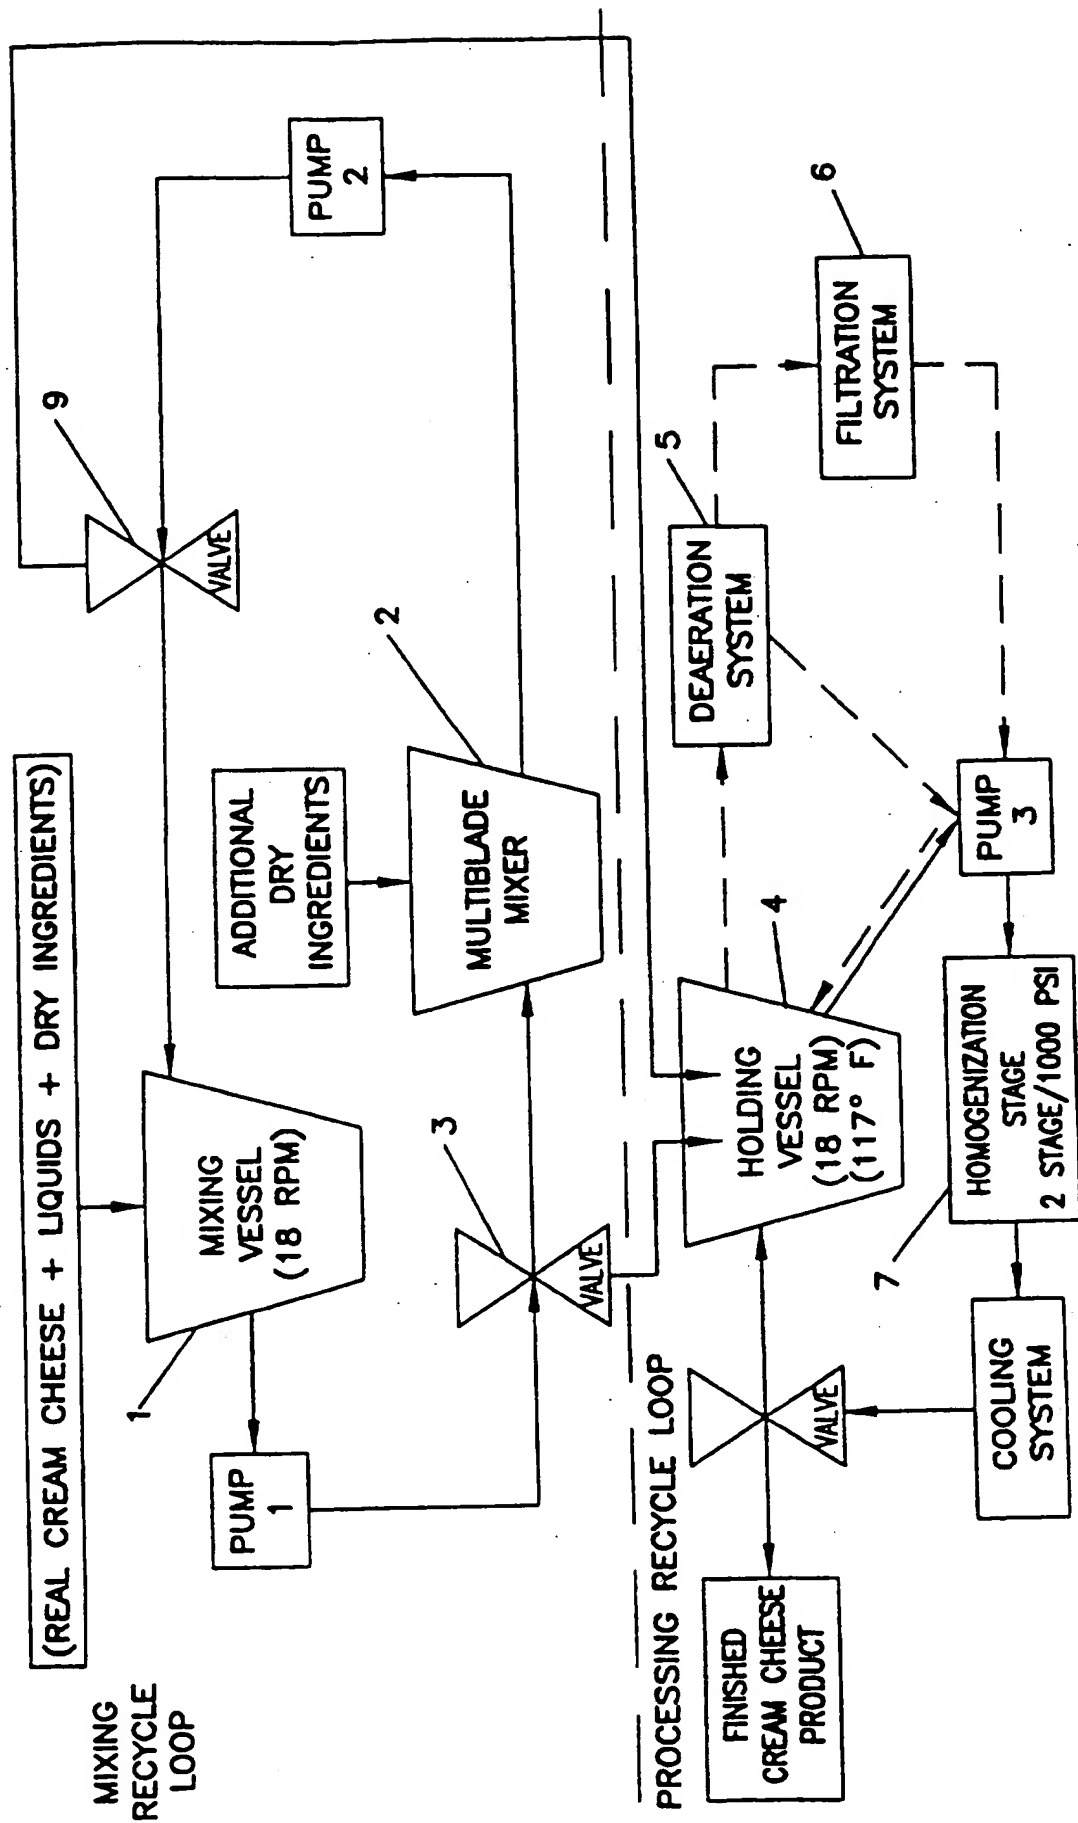 MIXING
RECYCLE
LOOP
(REAL CREAM CHEESE + LIQUIDS + DRY INGREDIENTS)
1
MIXING
VESSEL
(18 RPM)
9
VALVE
PUMP
1
ADDITIONAL
DRY
INGREDIENTS
PUMP
2
3
VALVE
2
MULTIBLADE
MIXER
PROCESSING RECYCLE LOOP
FINISHED
CREAM CHEESE
PRODUCT
VALVE
HOLDING
VESSEL
(18 RPM)
(117° F)
4
DEAERATION
SYSTEM
5
FILTRATION
SYSTEM
6
COOLING
SYSTEM
7
HOMOGENIZATION
STAGE
2 STAGE/1000 PSI
PUMP
3